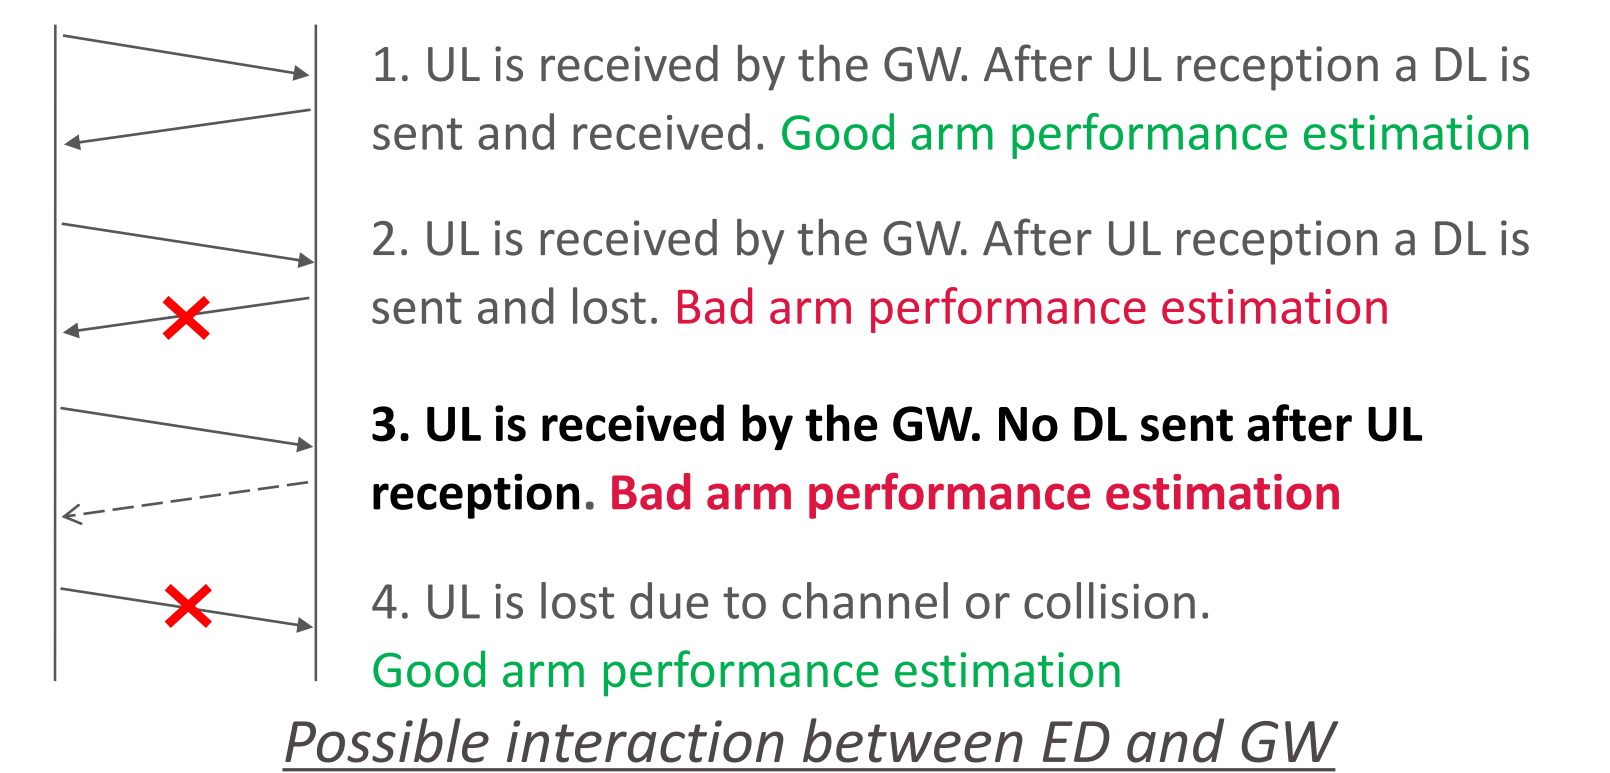 1. UL is received by the GW. After UL reception a DL is
sent and received. Good arm performance estimation
2. UL is received by the GW. After UL reception a DL is
sent and lost. Bad arm performance estimation
3. UL is received by the GW. No DL sent after UL
reception. Bad arm performance estimation
4. UL is lost due to channel or collision.
Good arm performance estimation
Possible interaction between ED and GW